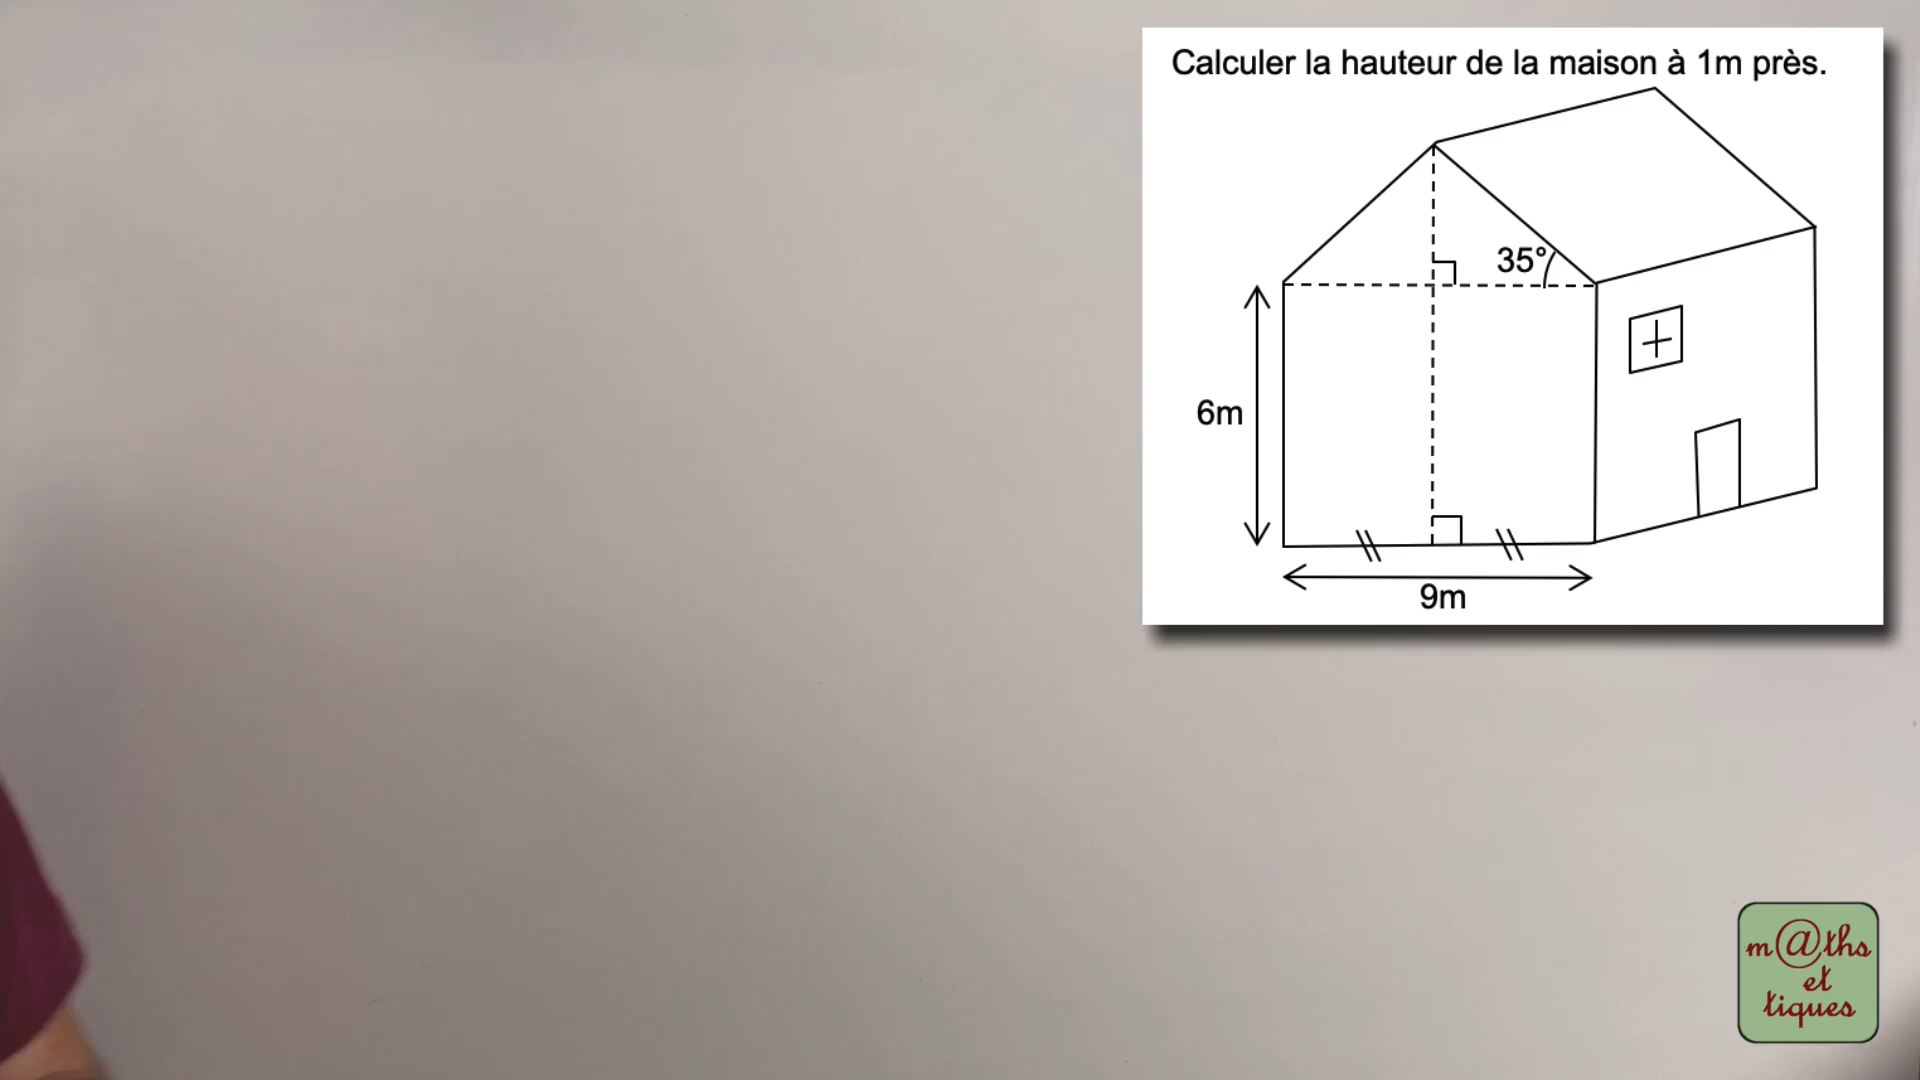 Calculer la hauteur de la maison à 1m près.
35°
6m
9m
m@ths
et
tiques